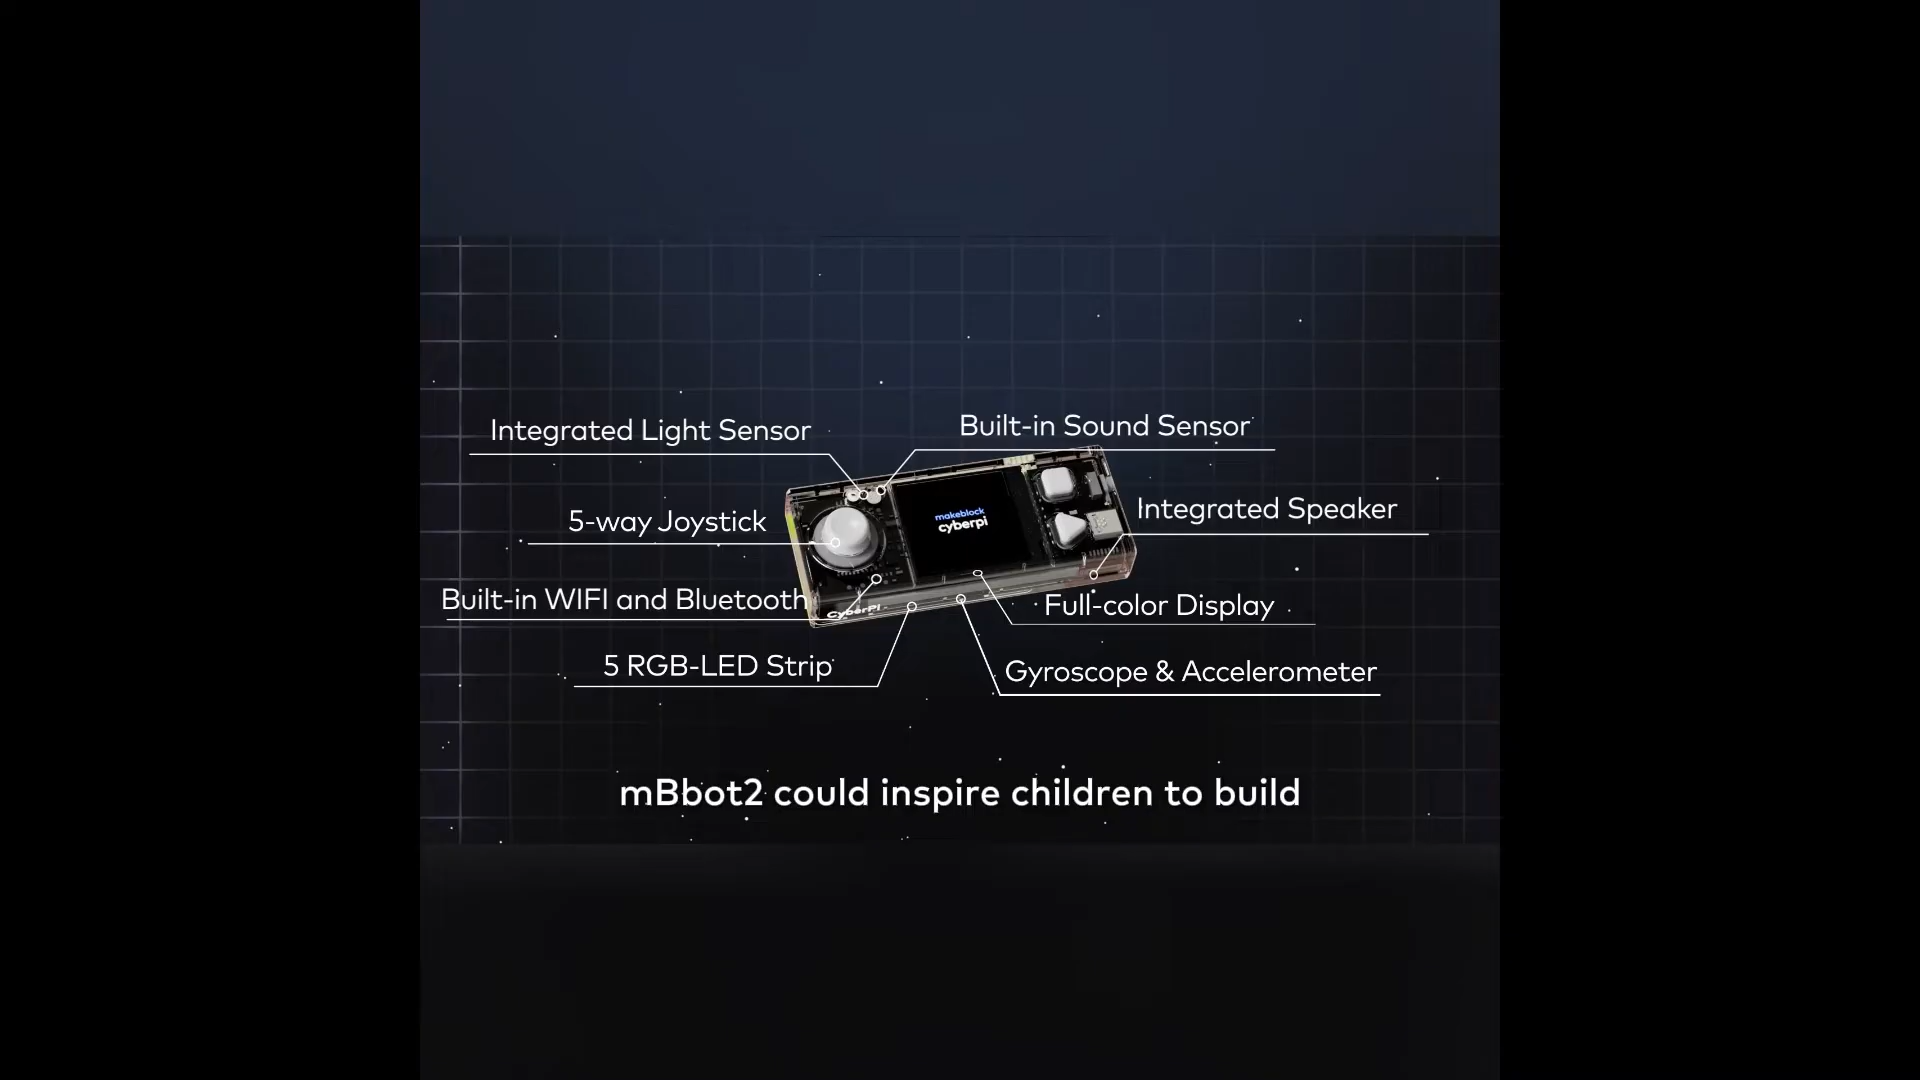 Integrated Light Sensor
Built-in Sound Sensor
5-way Joystick
makeblock
cyberpi
Integrated Speaker
Built-in WIFI and Bluetooth
CyberPi
Full-color Display
5 RGB-LED Strip
Gyroscope & Accelerometer
mBbot2 could inspire children to build